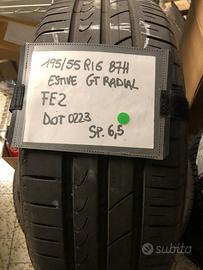 195/55 R16 87H
ESTIVE GT RADIAL
FE2
DOT 0223
SP. 6,5
subito